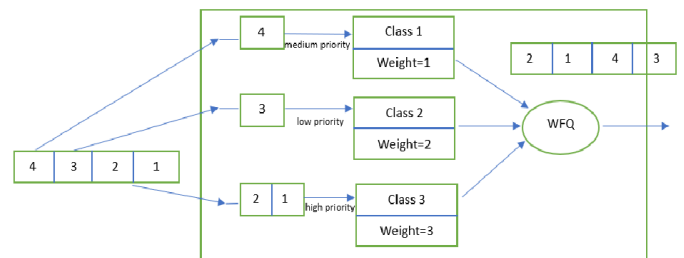 4
medium priority
Class 1
Weight=1
2 1 4 3
3
low priority
Class 2
Weight=2
WFQ
4 3 2 1
2 1
high priority
Class 3
Weight=3